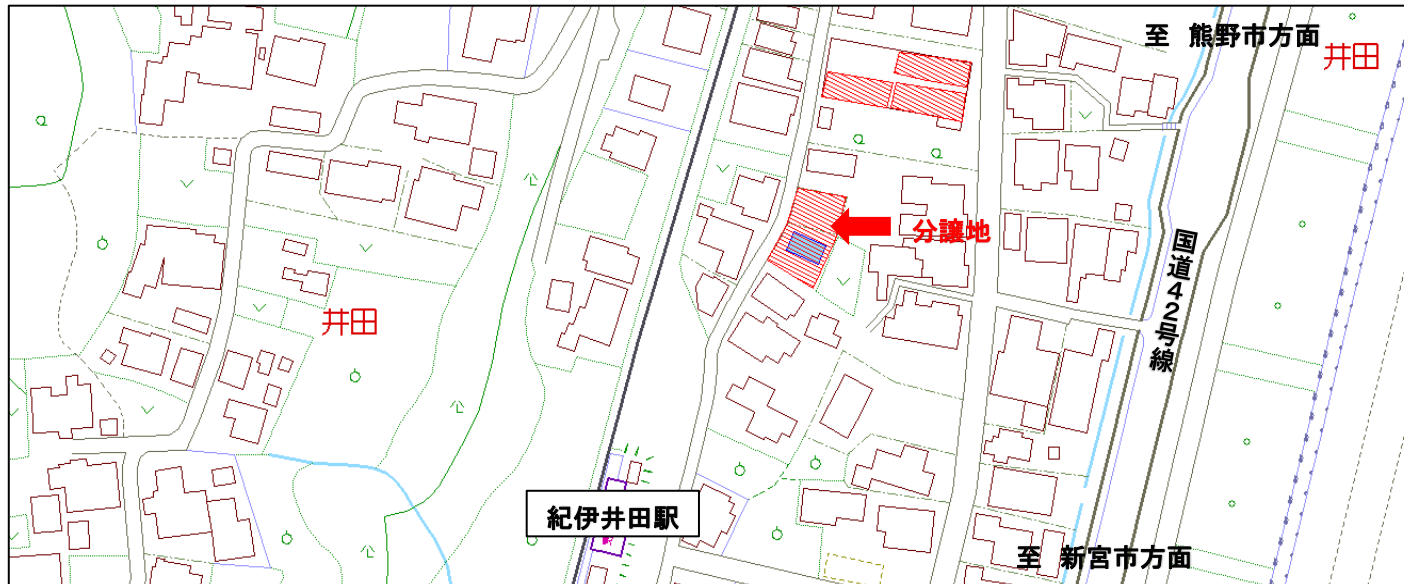 至 熊野市方面
井田
分譲地
国道42号線
井田
紀伊井田駅
至 新宮市方面